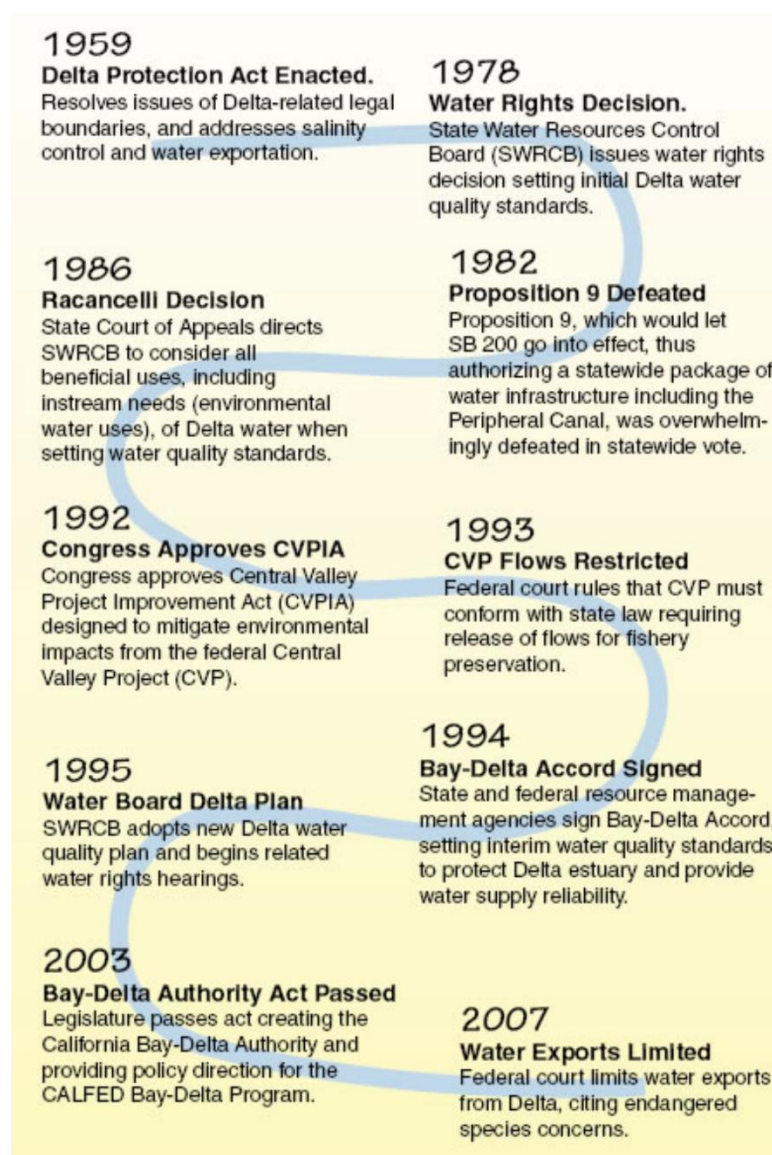 1959
Delta Protection Act Enacted.
Resolves issues of Delta-related legal
boundaries, and addresses salinity
control and water exportation.
1978
Water Rights Decision.
State Water Resources Control
Board (SWRCB) issues water rights
decision setting initial Delta water
quality standards.
1982
Proposition 9 Defeated
Proposition 9, which would let
SB 200 go into effect, thus
authorizing a statewide package of
water infrastructure including the
Peripheral Canal, was overwhelm-
ingly defeated in statewide vote.
1986
Racancelli Decision
State Court of Appeals directs
SWRCB to consider all
beneficial uses, including
instream needs (environmental
water uses), of Delta water when
setting water quality standards.
1992
Congress Approves CVPIA
Congress approves Central Valley
Project Improvement Act (CVPIA)
designed to mitigate environmental
impacts from the federal Central
Valley Project (CVP).
1993
CVP Flows Restricted
Federal court rules that CVP must
conform with state law requiring
release of flows for fishery
preservation.
1994
Bay-Delta Accord Signed
State and federal resource manage-
ment agencies sign Bay-Delta Accord,
setting interim water quality standards
to protect Delta estuary and provide
water supply reliability.
1995
Water Board Delta Plan
SWRCB adopts new Delta water
quality plan and begins related
water rights hearings.
2003
Bay-Delta Authority Act Passed
Legislature passes act creating the
California Bay-Delta Authority and
providing policy direction for the
CALFED Bay-Delta Program.
2007
Water Exports Limited
Federal court limits water exports
from Delta, citing endangered
species concerns.